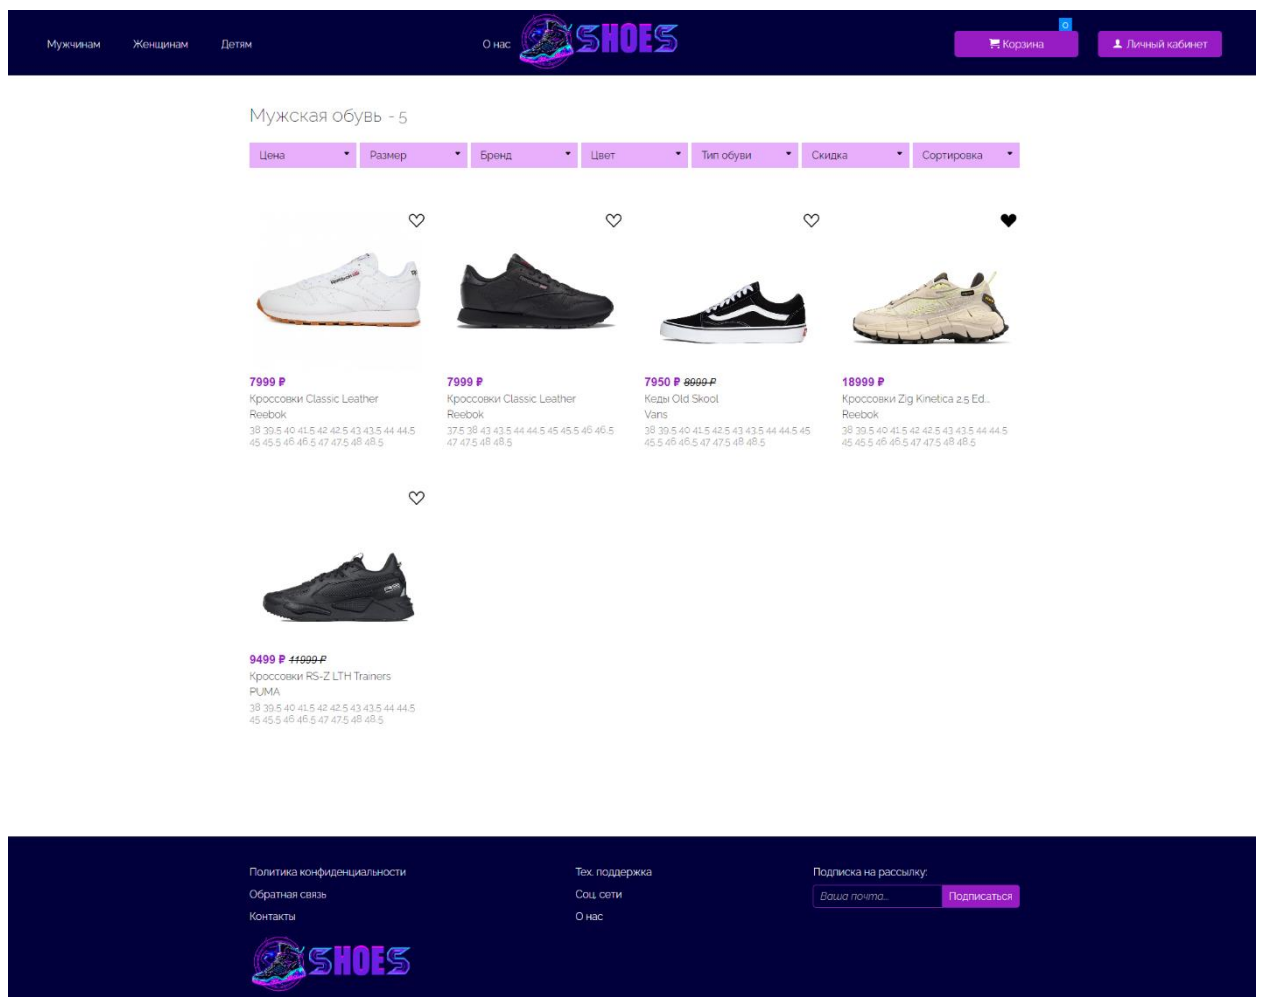 Мужчинам Женщинам Детям О нас SHOES 0 Корзина Личный кабинет
Мужская обувь - 5
Цена Размер Бренд Цвет Тип обуви Скидка Сортировка
7999 ₽
Кроссовки Classic Leather
Reebok
38 39.5 40 41.5 42 42.5 43 43.5 44 44.5
45 45.5 46 46.5 47 47.5 48 48.5
7999 ₽
Кроссовки Classic Leather
Reebok
37.5 38 43 43.5 44 44.5 45 45.5 46 46.5
47 47.5 48 48.5
7950 ₽ 8999 ₽
Кеды Old Skool
Vans
38 39.5 40 41.5 42.5 43 43.5 44 44.5 45
45.5 46 46.5 47 47.5 48 48.5
18999 ₽
Кроссовки Zig Kinetica 2.5 Ed...
Reebok
38 39.5 40 41.5 42 42.5 43 43.5 44 44.5
45 45.5 46 46.5 47 47.5 48 48.5
9499 ₽ 11999 ₽
Кроссовки RS-Z LTH Trainers
PUMA
38 39.5 40 41.5 42 42.5 43 43.5 44 44.5
45 45.5 46 46.5 47 47.5 48 48.5
Политика конфиденциальности
Обратная связь
Контакты
SHOES
Тех. поддержка
Соц. сети
О нас
Подписка на рассылку:
Ваша почта... Подписаться